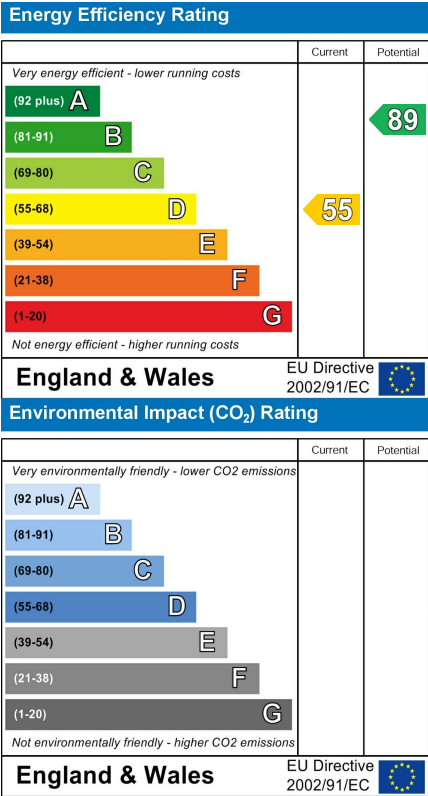 Energy Efficiency Rating
Current Potential
Very energy efficient - lower running costs
(92 plus) A
89
(81-91) B
(69-80) C
(55-68) D
55
(39-54) E
(21-38) F
(1-20) G
Not energy efficient - higher running costs
England & Wales
EU Directive
2002/91/EC
Environmental Impact (CO₂) Rating
Current Potential
Very environmentally friendly - lower CO2 emissions
(92 plus) A
(81-91) B
(69-80) C
(55-68) D
(39-54) E
(21-38) F
(1-20) G
Not environmentally friendly - higher CO2 emissions
England & Wales
EU Directive
2002/91/EC